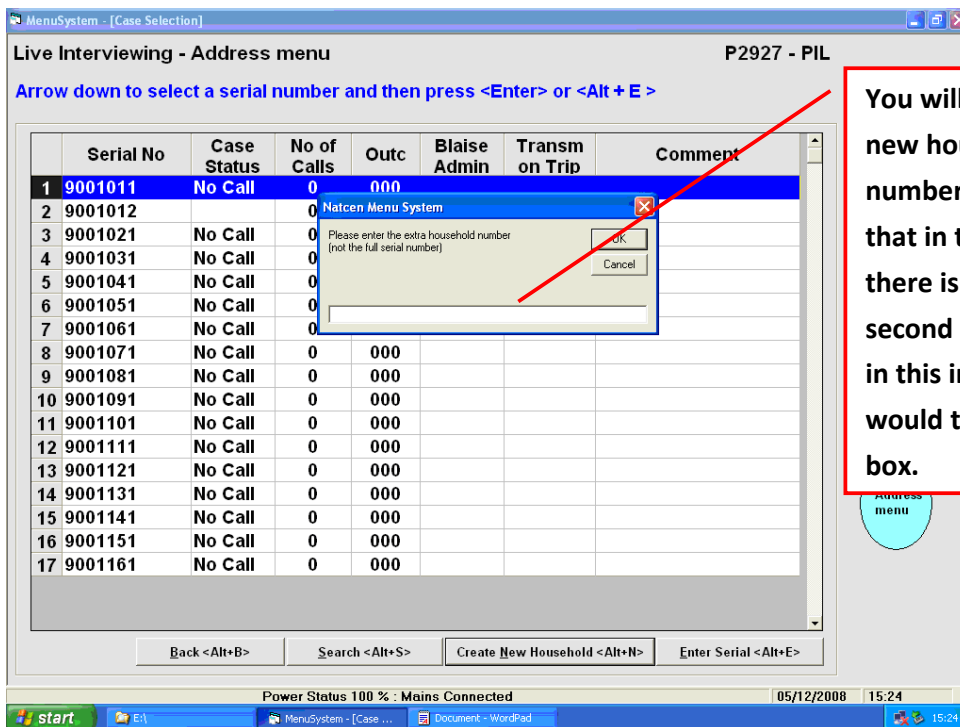 MenuSystem - [Case Selection]
Live Interviewing - Address menu P2927 - PIL
Arrow down to select a serial number and then press <Enter> or <Alt + E >
Serial No Case Status No of Calls Outc Blaise Admin Transm on Trip Comment
1 9001011 No Call 0 000
2 9001012 0
3 9001021 No Call 0
4 9001031 No Call 0
5 9001041 No Call 0
6 9001051 No Call 0
7 9001061 No Call 0
8 9001071 No Call 0 000
9 9001081 No Call 0 000
10 9001091 No Call 0 000
11 9001101 No Call 0 000
12 9001111 No Call 0 000
13 9001121 No Call 0 000
14 9001131 No Call 0 000
15 9001141 No Call 0 000
16 9001151 No Call 0 000
17 9001161 No Call 0 000
Natcen Menu System
Please enter the extra household number
(not the full serial number)
OK
Cancel
You will
new hou
number
that in t
there is
second
in this i
would t
box.
Address
menu
Back <Alt+B> Search <Alt+S> Create New Household <Alt+N> Enter Serial <Alt+E>
Power Status 100 % : Mains Connected 05/12/2008 15:24
start E:\ MenuSystem - [Case ... Document - WordPad 15:24